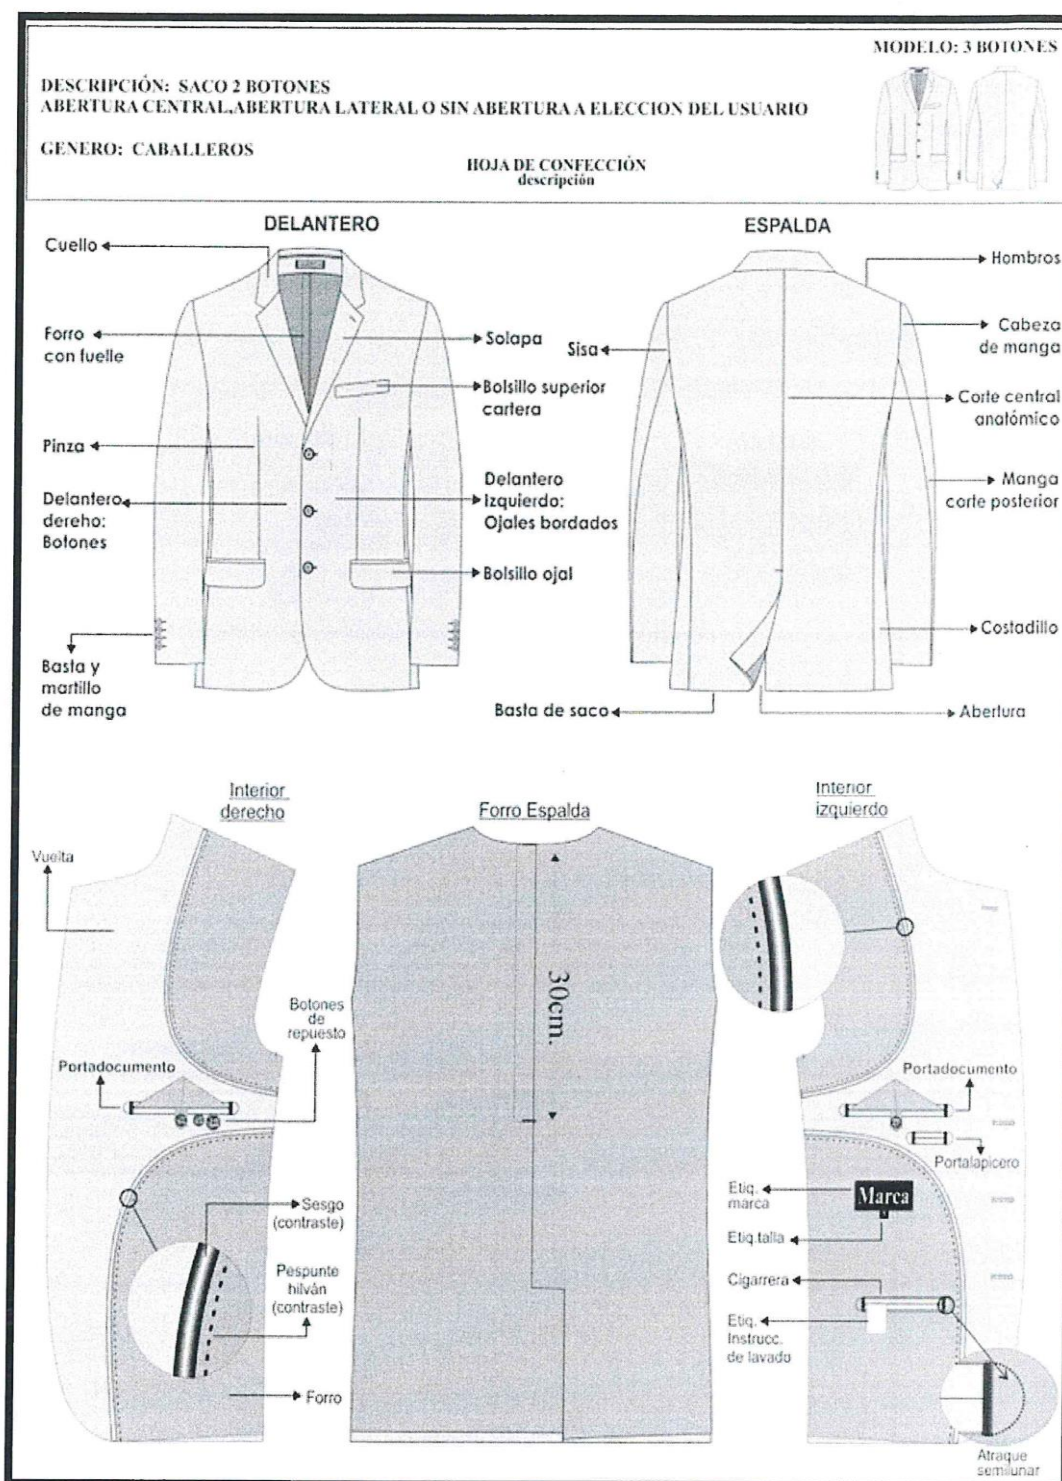 MODELO: 3 BOTONES
DESCRIPCIÓN: SACO 2 BOTONES
ABERTURA CENTRAL,ABERTURA LATERAL O SIN ABERTURA A ELECCION DEL USUARIO
GENERO: CABALLEROS
HOJA DE CONFECCIÓN
descripción
DELANTERO
Cuello
Forro
con fuelle
Solapa
Bolsillo superior
cartera
Pinza
Delantero
dereho:
Botones
Delantero
Izquierdo:
Ojales bordados
Bolsillo ojal
Basta y
martillo
de manga
ESPALDA
Hombros
Sisa
Cabeza
de manga
Corte central
anatómico
Manga
corte posterior
Costadillo
Basta de saco
Abertura
Interior
derecho
Vuelta
Botones
de
repuesto
Portadocumento
Sesgo
(contraste)
Pespunte
hilván
(contraste)
Forro
Forro Espalda
30cm.
Interior
izquierdo
Portadocumento
Portalapicero
Etiq.
marca
Marca
Etiq.talla
Cigarrera
Etiq.
Instrucc.
de lavado
Atraque
semilunar